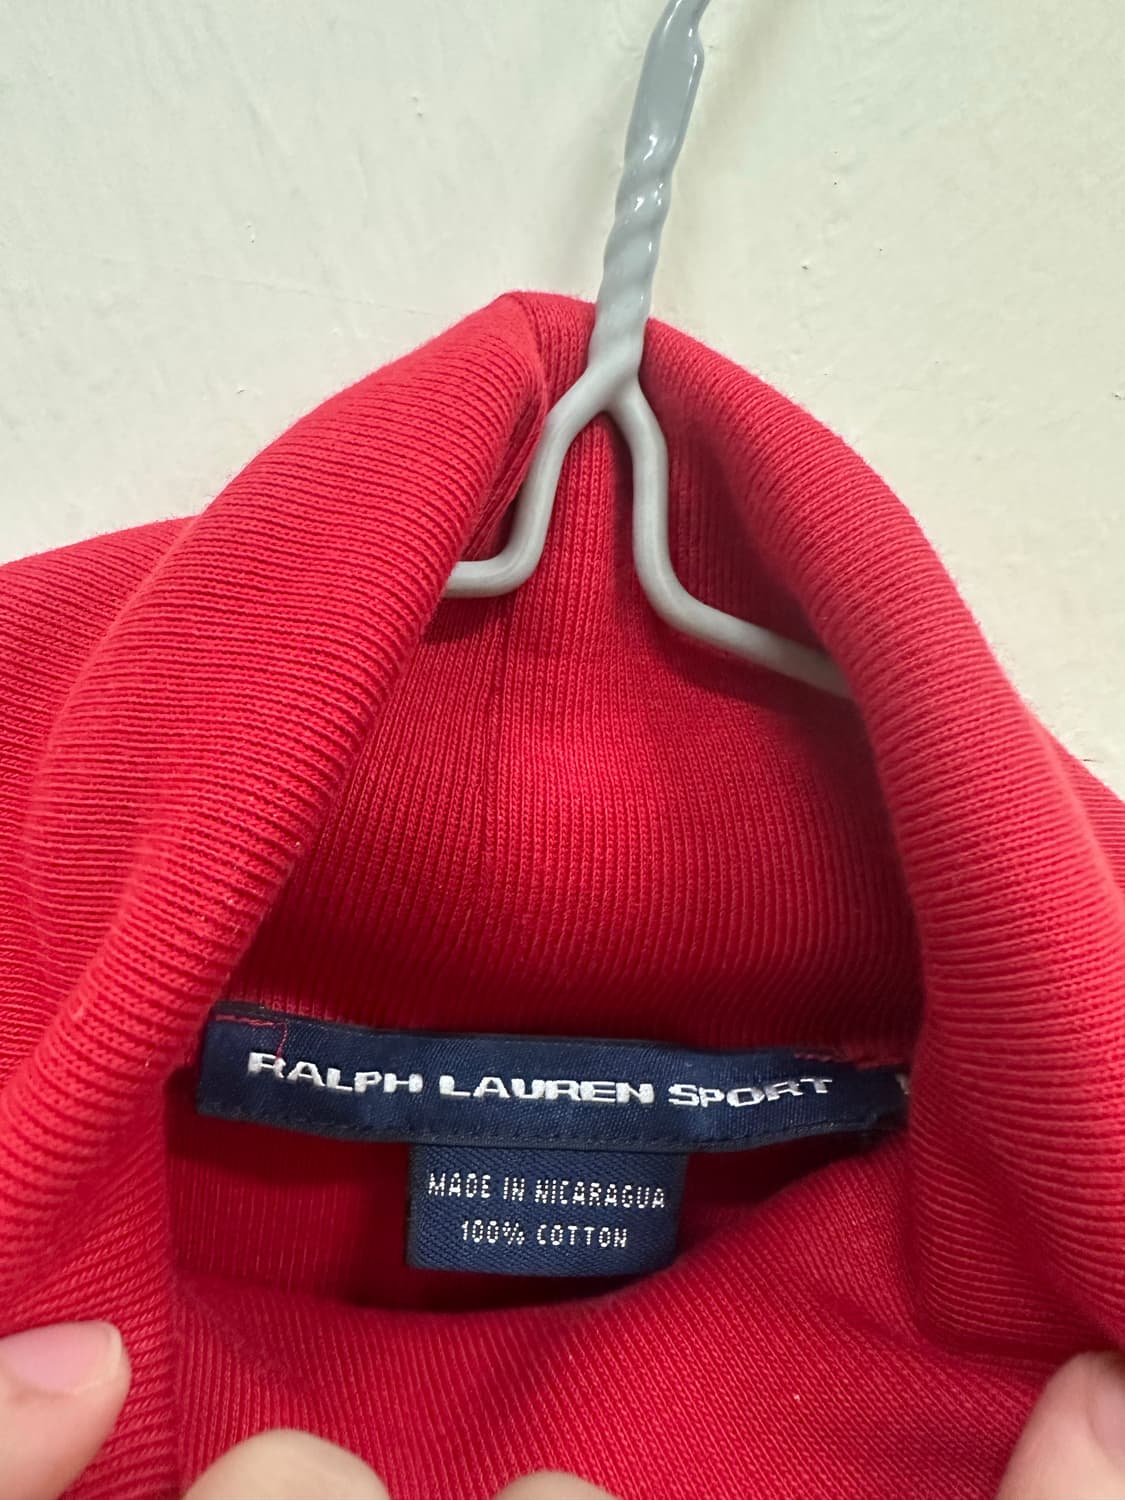 RALPH LAUREN SPORT
MADE IN NICARAGUA
100% COTTON